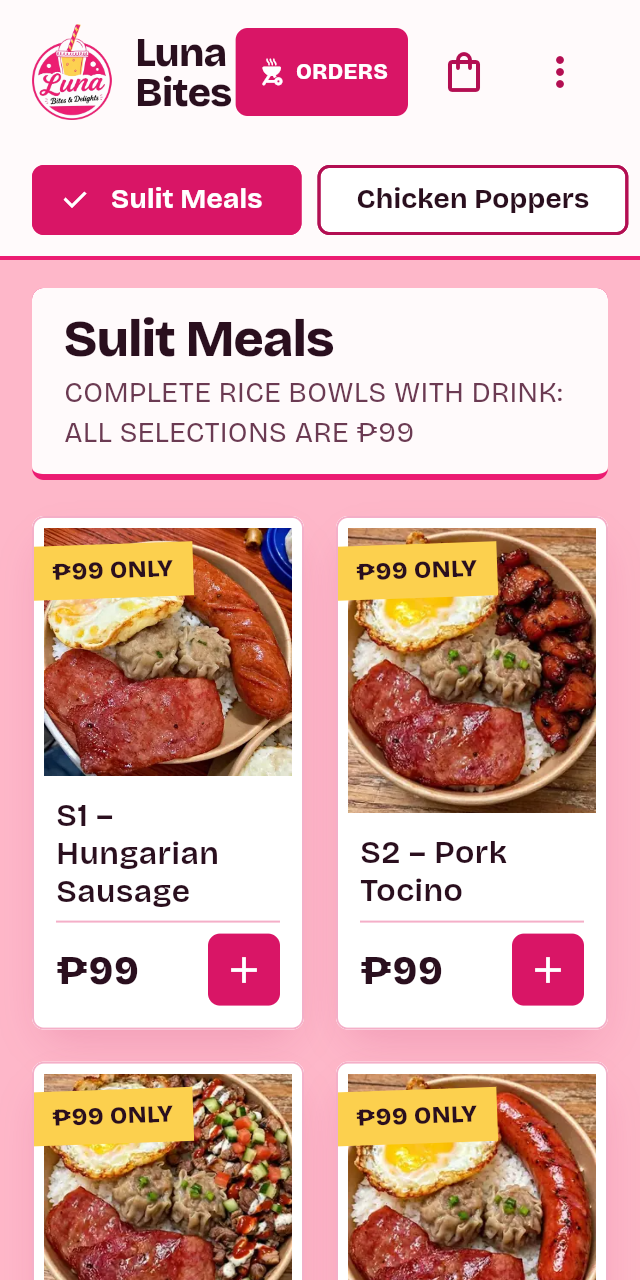 Luna
Bites & Delights
Luna
Bites
ORDERS
Sulit Meals
Chicken Poppers
Sulit Meals
COMPLETE RICE BOWLS WITH DRINK:
ALL SELECTIONS ARE ₱99
₱99 ONLY
₱99 ONLY
S1 –
Hungarian
Sausage
S2 – Pork
Tocino
₱99
₱99
₱99 ONLY
₱99 ONLY